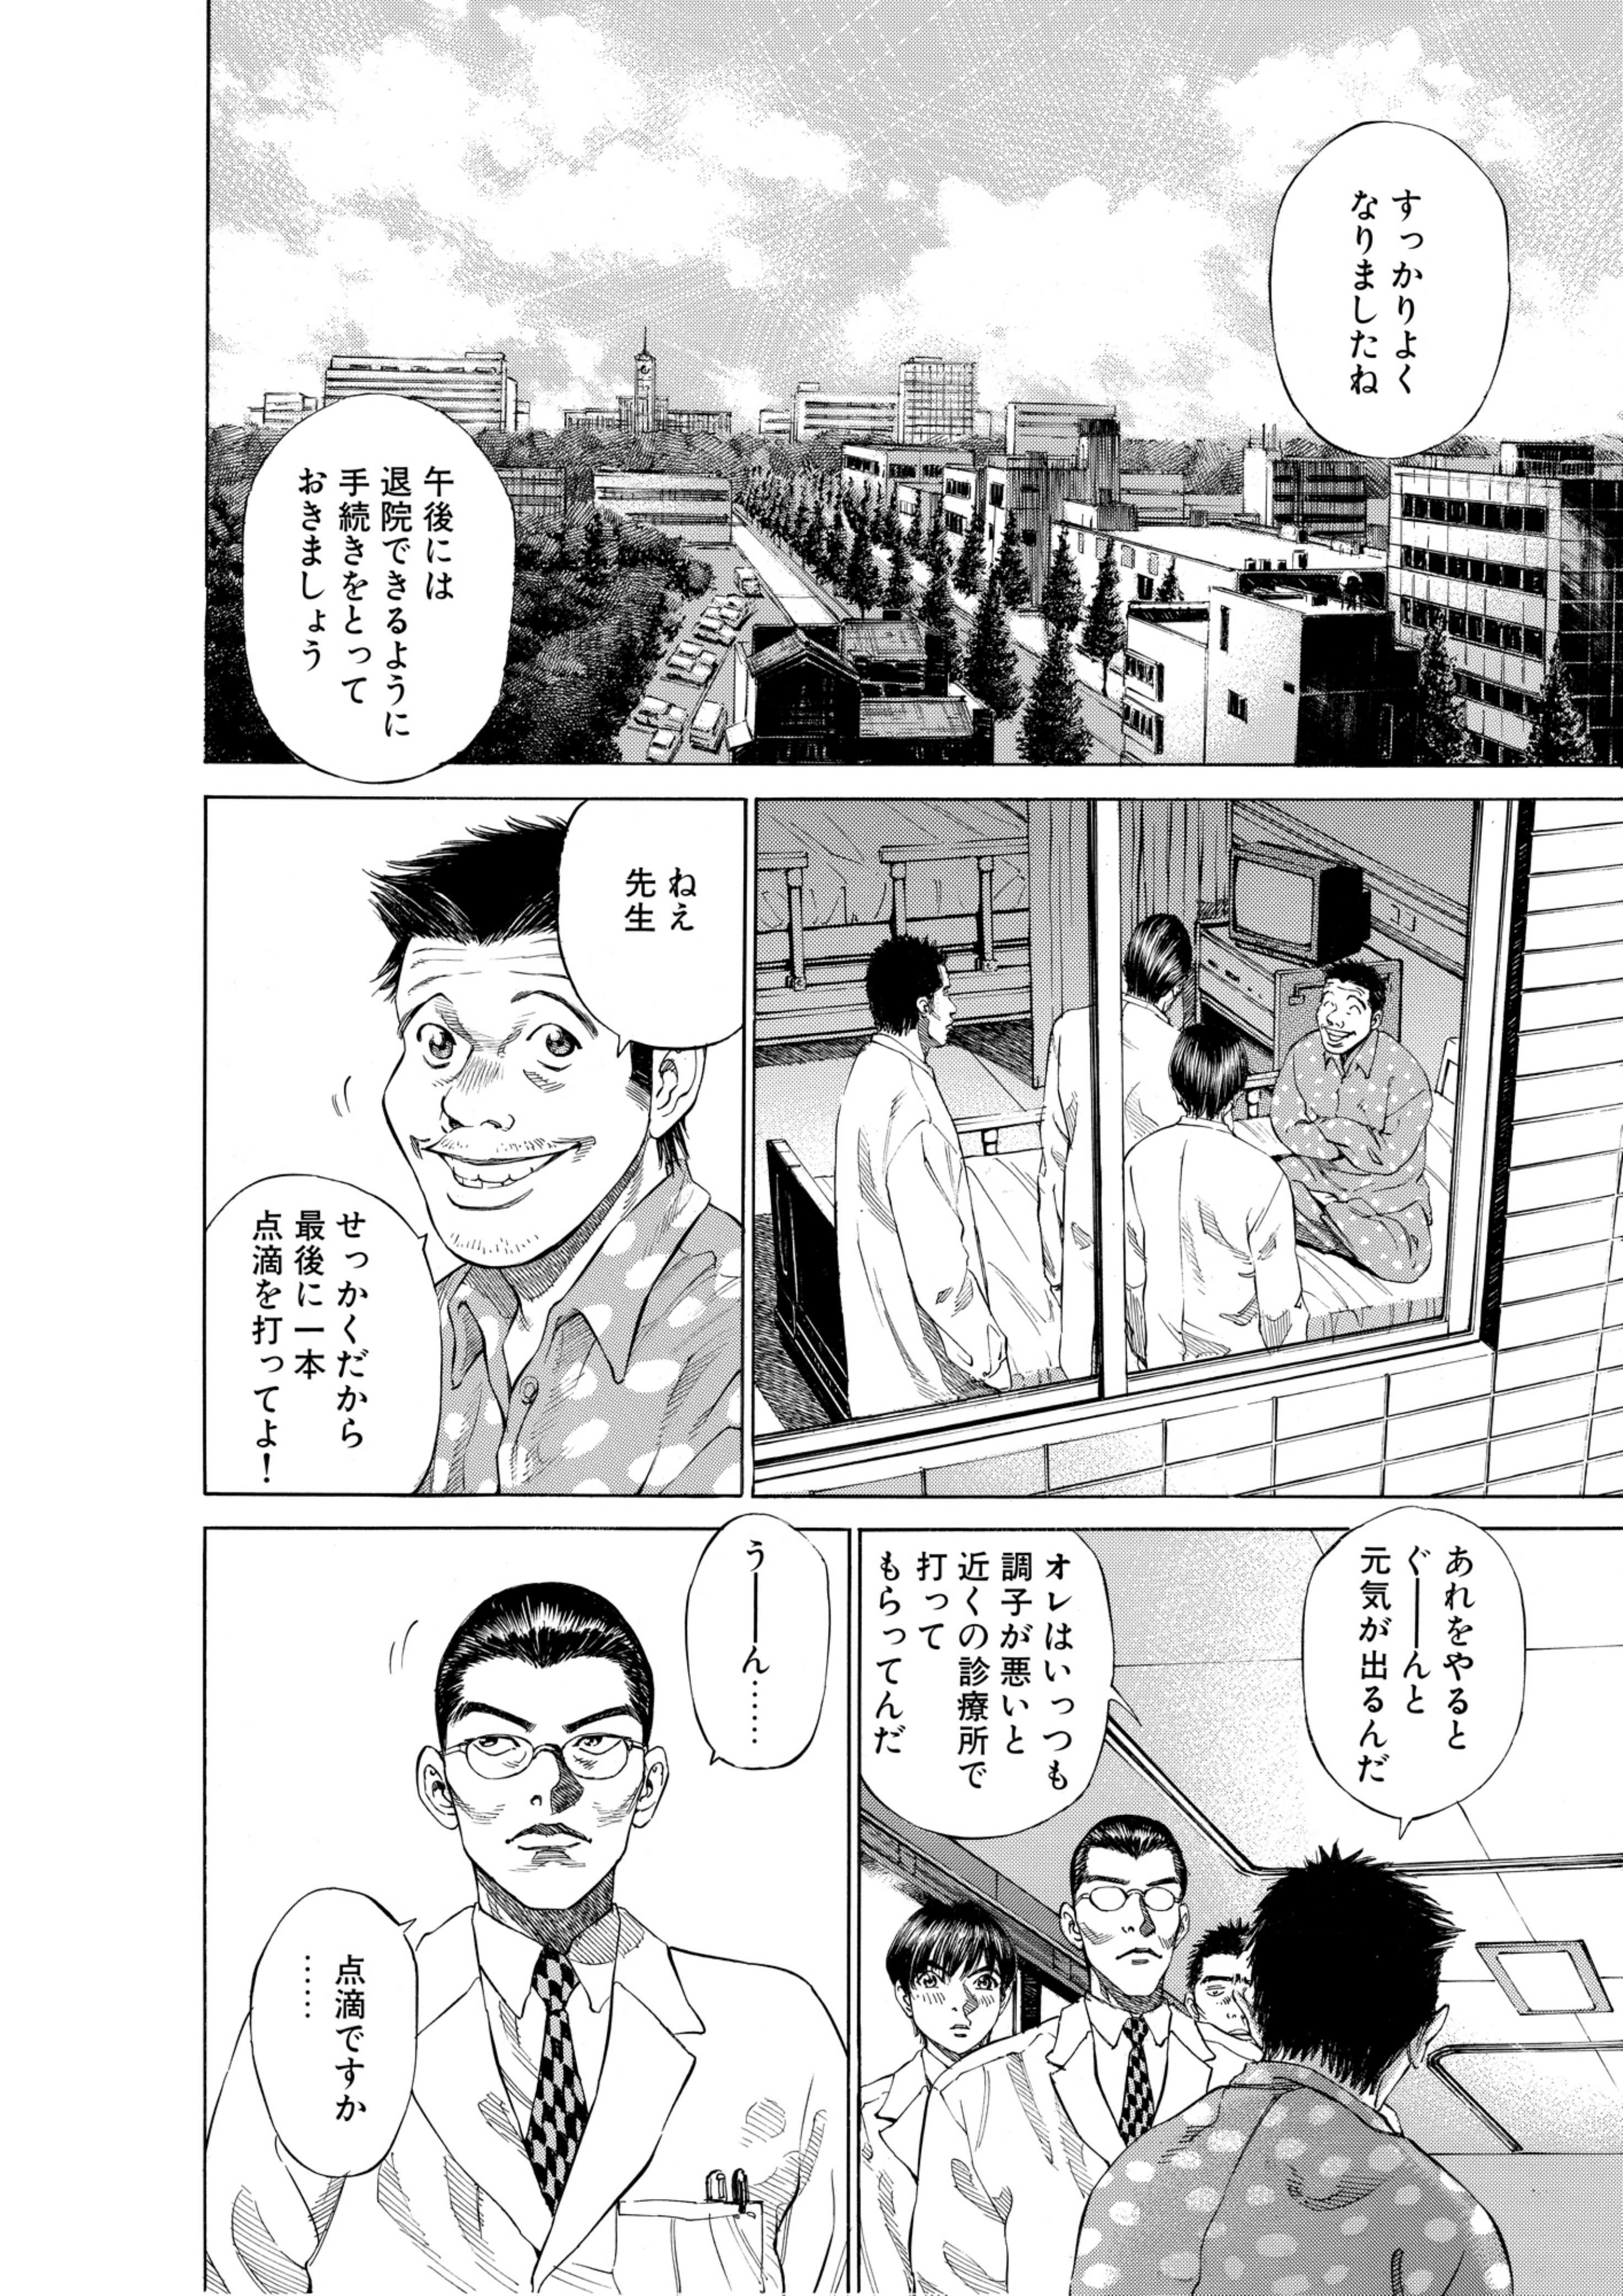 すっかりよく
なりましたね
午後には
退院できるように
手続きをとって
おきましょう
ねえ
先生
せっかくだから
最後に一本
点滴を打ってよ！
あれをやると
ぐ――んと
元気が出るんだ
オレはいっつも
調子が悪いと
近くの診療所で
打って
もらってんだ
う――ん……
点滴ですか
……